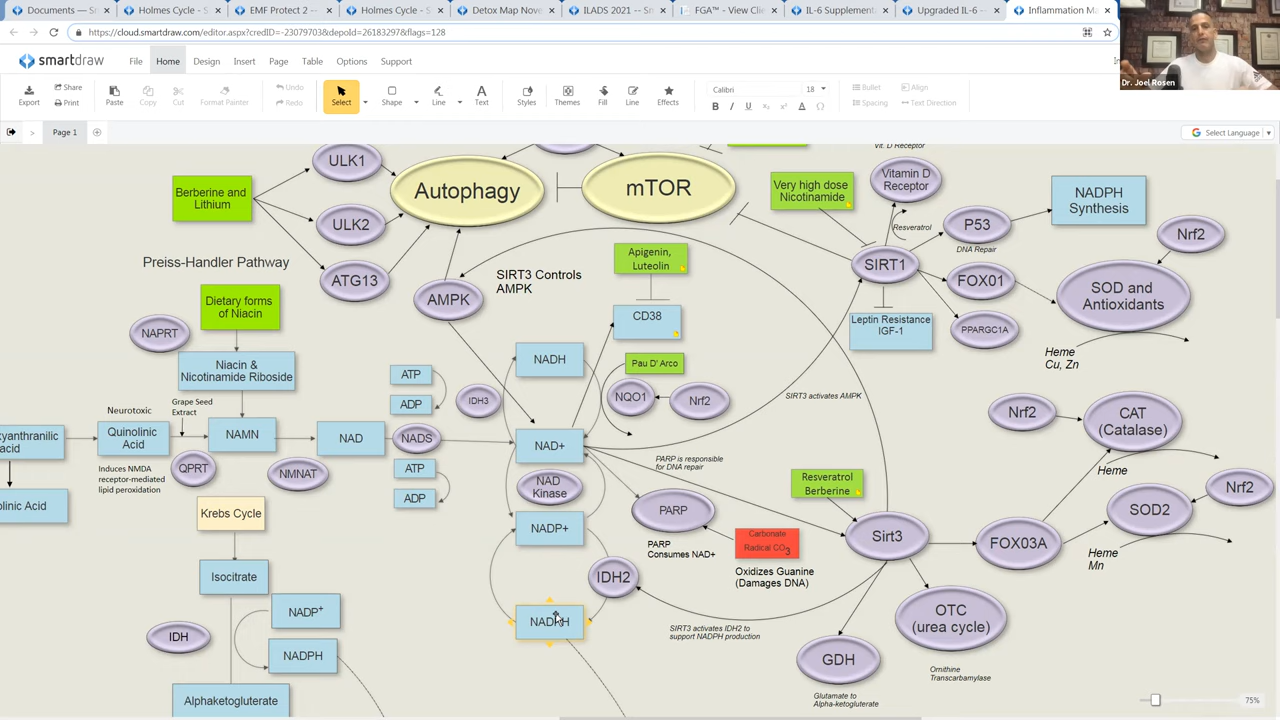 Documents — S
Holmes Cycle - S
EMF Protect 2 --
Holmes Cycle -
Detox Map Nove
ILADS 2021 -- Sn
FGA™ - View Clie
IL-6 Supplementa
Upgraded IL-6 --
Inflammation Ma
https://cloud.smartdraw.com/editor.aspx?credID=-23079703&depoId=26183297&flags=128
Dr. Joel Rosen
smartdraw
File
Home
Design
Insert
Page
Table
Options
Support
Export
Share
Print
Paste
Copy
Cut
Format Painter
Undo
Redo
Select
Shape
Line
Text
Styles
Themes
Fill
Line
Effects
Calibri
18
B
I
U
Bullet
Align
Spacing
Text Direction
Page 1
Select Language
ULK1
Autophagy
mTOR
Very high dose
Nicotinamide
Vit. D Receptor
Vitamin D
Receptor
NADPH
Synthesis
Berberine and
Lithium
ULK2
Resveratrol
P53
DNA Repair
Nrf2
Preiss-Handler Pathway
ATG13
AMPK
SIRT3 Controls
AMPK
Apigenin,
Luteolin
SIRT1
FOX01
SOD and
Antioxidants
Dietary forms
of Niacin
CD38
Leptin Resistance
IGF-1
PPARGC1A
NAPRT
Niacin &
Nicotinamide Riboside
NADH
Pau D' Arco
Heme
Cu, Zn
ATP
ADP
IDH3
NQO1
Nrf2
SIRT3 activates AMPK
Neurotoxic
Grape Seed
Extract
Nrf2
CAT
(Catalase)
xyanthranilic
acid
Quinolinic
Acid
NAMN
NAD
NADS
NAD+
PARP is responsible
for DNA repair
Heme
Induces NMDA
receptor-mediated
lipid peroxidation
QPRT
NMNAT
ATP
ADP
NAD
Kinase
Resveratrol
Berberine
Nrf2
olinic Acid
Krebs Cycle
NADP+
PARP
PARP
Consumes NAD+
Carbonate
Radical CO3
Sirt3
FOX03A
SOD2
Heme
Mn
Isocitrate
IDH2
Oxidizes Guanine
(Damages DNA)
NADP+
NADPH
SIRT3 activates IDH2 to
support NADPH production
OTC
(urea cycle)
IDH
NADPH
GDH
Ornithine
Transcarbamylase
Alphaketogluterate
Glutamate to
Alpha-ketogluterate
75%